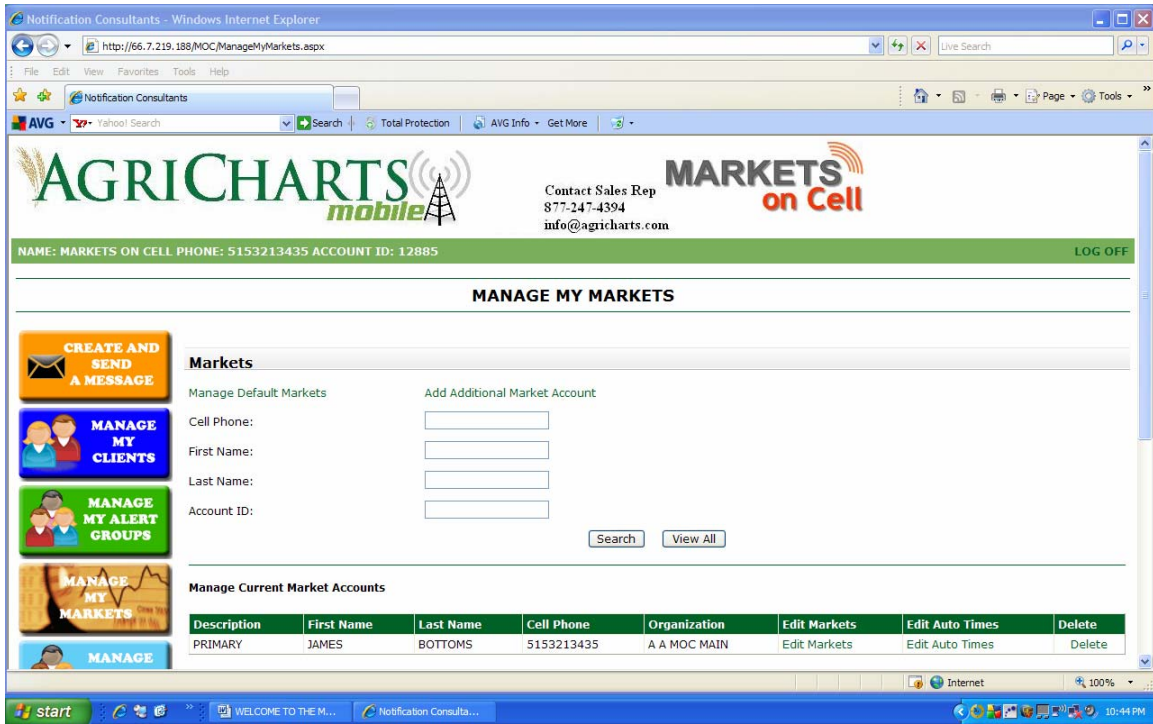 Notification Consultants - Windows Internet Explorer
http://66.7.219.188/MOC/ManageMyMarkets.aspx
Live Search
File Edit View Favorites Tools Help
Notification Consultants
Page Tools
AVG Yahoo! Search Search Total Protection AVG Info Get More
AGRICHARTS
mobile
Contact Sales Rep
877-247-4394
info@agricharts.com
MARKETS
on Cell
NAME: MARKETS ON CELL PHONE: 5153213435 ACCOUNT ID: 12885
LOG OFF
MANAGE MY MARKETS
CREATE AND
SEND
A MESSAGE
MANAGE
MY
CLIENTS
MANAGE
MY ALERT
GROUPS
MANAGE
MY
MARKETS
MANAGE
Markets
Manage Default Markets Add Additional Market Account
Cell Phone:
First Name:
Last Name:
Account ID:
Search View All
Manage Current Market Accounts
Description First Name Last Name Cell Phone Organization Edit Markets Edit Auto Times Delete
PRIMARY JAMES BOTTOMS 5153213435 A A MOC MAIN Edit Markets Edit Auto Times Delete
Internet 100%
start WELCOME TO THE M... Notification Consulta... 10:44 PM